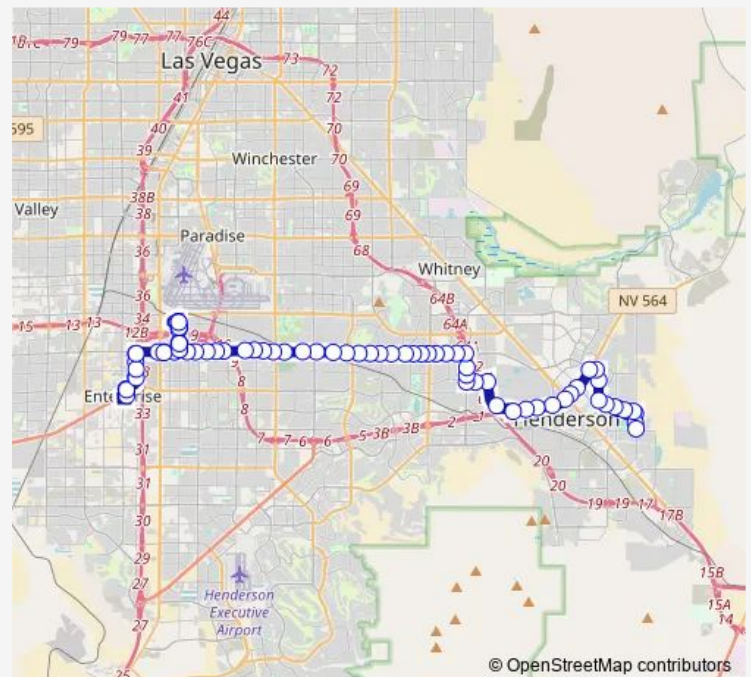 44
79 79 77 77 76C
Las Vegas
73
72
41
72
595
40
70
39
Winchester
70
38B
69
Valley
38
69
Paradise
68
36
Whitney
36
64B
NV 564
34
64A
15 13 13
12B
9
Enterprise
8
33
8
Henderson
7 7 6 6 5 3B 3B 2
31
20
31
20
19 19 17
30
17B
29
15B
27
Henderson
Executive
Airport
15A
14
27
25
© OpenStreetMap contributors